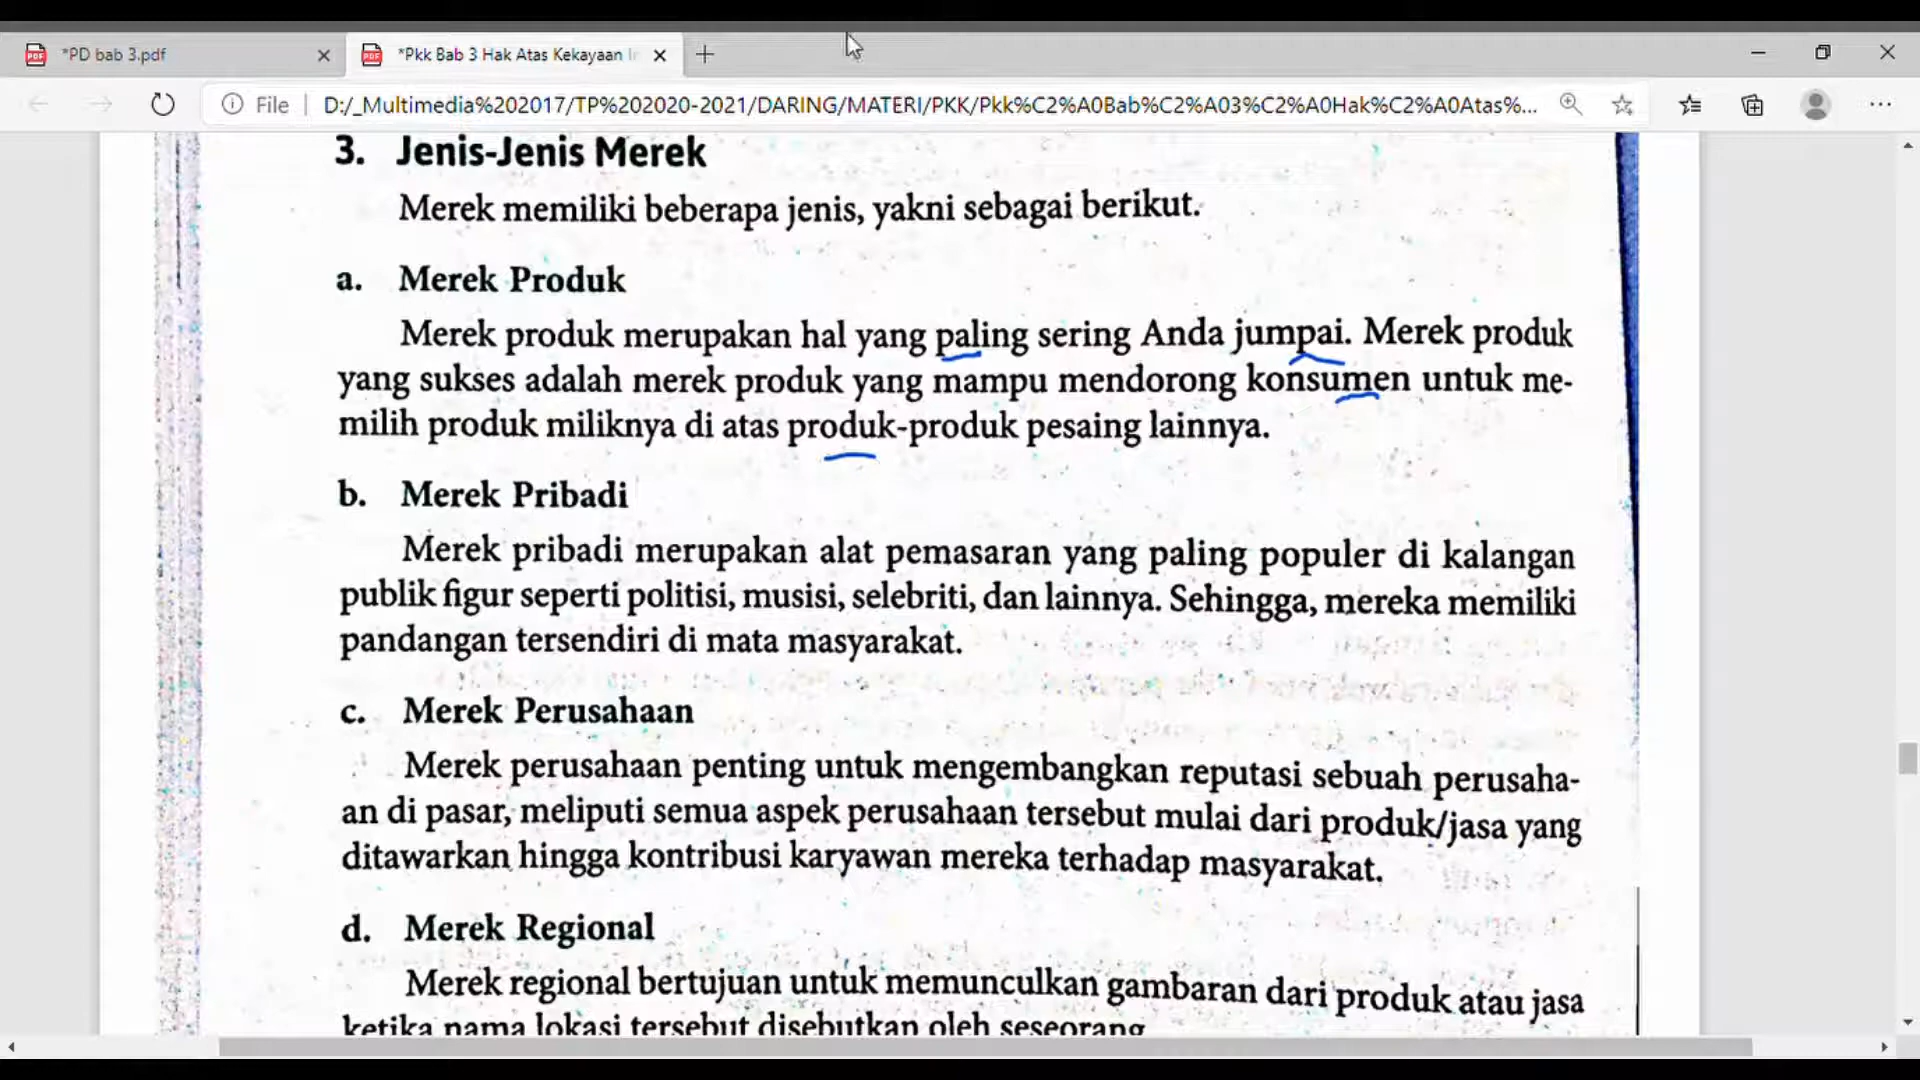 *PD bab 3.pdf
*Pkk Bab 3 Hak Atas Kekayaan In
File
D:/_Multimedia%202017/TP%202020-2021/DARING/MATERI/PKK/Pkk%C2%A0Bab%C2%A03%C2%A0Hak%C2%A0Atas%...
3. Jenis-Jenis Merek
Merek memiliki beberapa jenis, yakni sebagai berikut.
a. Merek Produk
Merek produk merupakan hal yang paling sering Anda jumpai. Merek produk
yang sukses adalah merek produk yang mampu mendorong konsumen untuk me-
milih produk miliknya di atas produk-produk pesaing lainnya.
b. Merek Pribadi
Merek pribadi merupakan alat pemasaran yang paling populer di kalangan
publik figur seperti politisi, musisi, selebriti, dan lainnya. Sehingga, mereka memiliki
pandangan tersendiri di mata masyarakat.
c. Merek Perusahaan
Merek perusahaan penting untuk mengembangkan reputasi sebuah perusaha-
an di pasar, meliputi semua aspek perusahaan tersebut mulai dari produk/jasa yang
ditawarkan hingga kontribusi karyawan mereka terhadap masyarakat.
d. Merek Regional
Merek regional bertujuan untuk memunculkan gambaran dari produk atau jasa
ketika nama lokasi tersebut disebutkan oleh seseorang